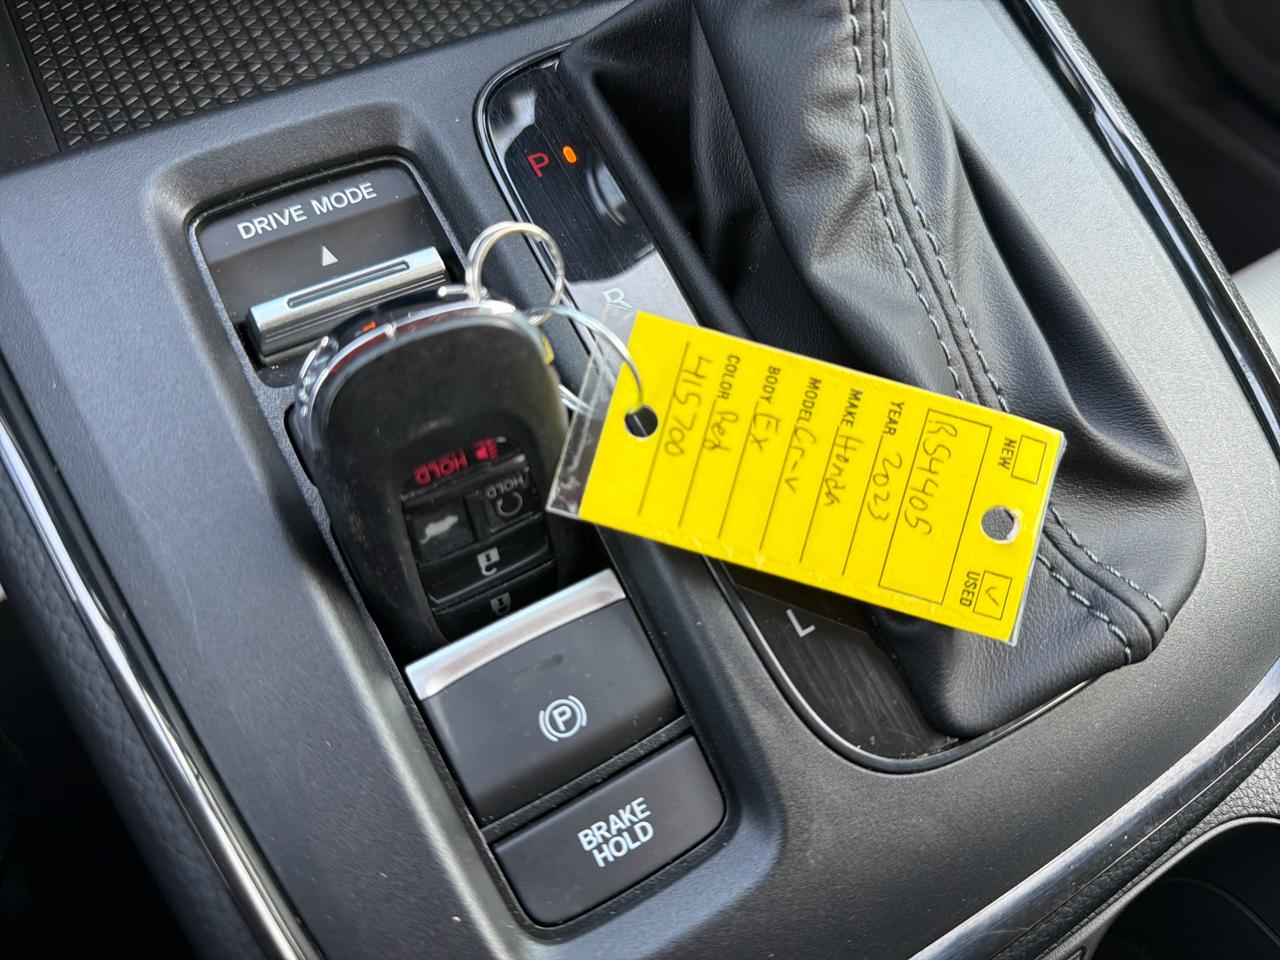 DRIVE MODE
P
R
L
HOLD
HOLD
BRAKE
HOLD
P
NEW
USED ✓
RS4405
YEAR 2023
MAKE Honda
MODEL Cr-v
BODY Ex
COLOR Red
415700